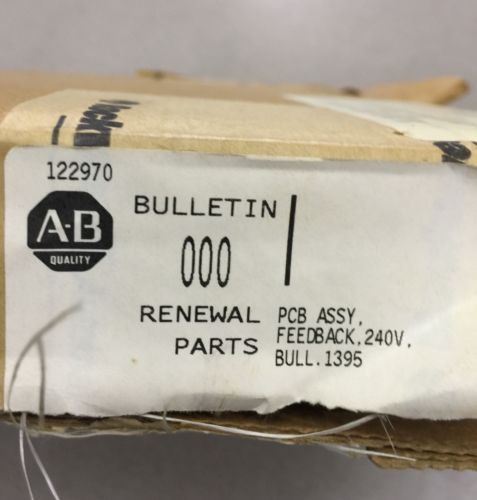 122970
A-B
QUALITY
BULLETIN
000
RENEWAL
PARTS
PCB ASSY,
FEEDBACK,240V,
BULL.1395